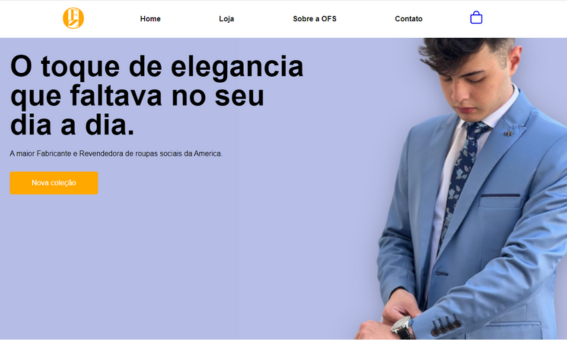 Home
Loja
Sobre a OFS
Contato
O toque de elegancia
que faltava no seu
dia a dia.
A maior Fabricante e Revendedora de roupas sociais da America.
Nova coleção